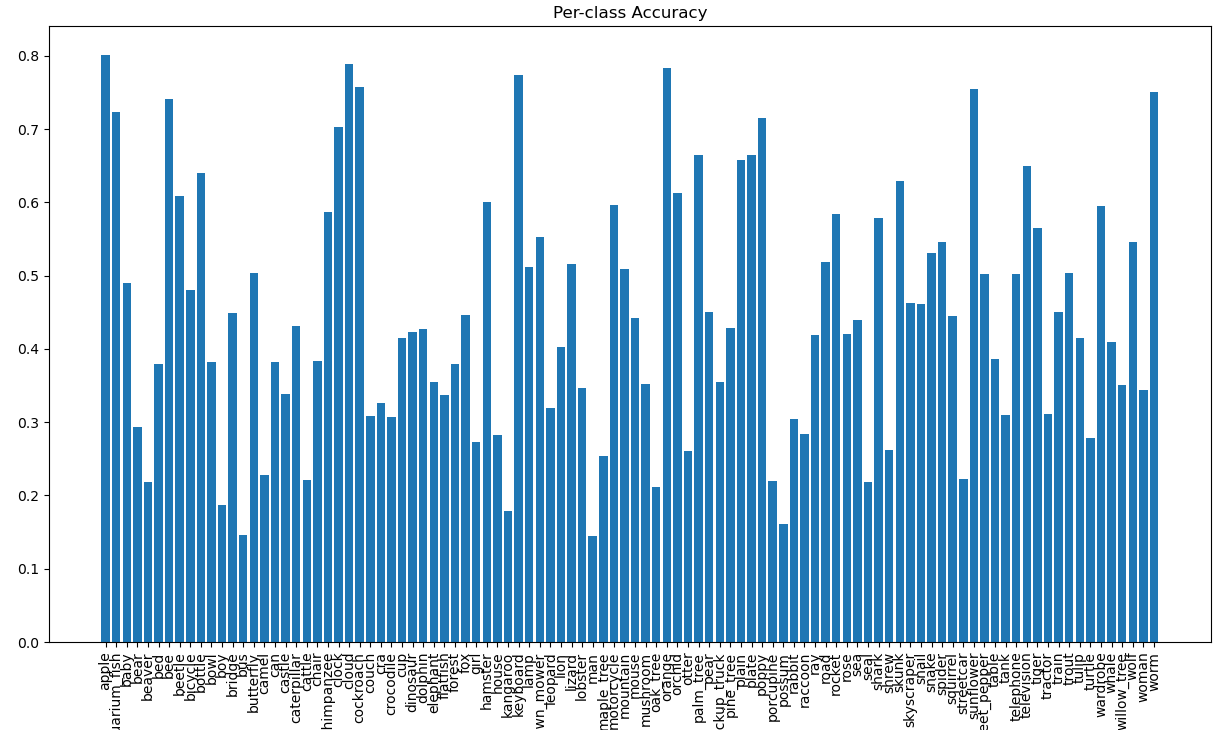 Per-class Accuracy
0.8
0.7
0.6
0.5
0.4
0.3
0.2
0.1
0.0
apple
uarium_fish
baby
bear
beaver
bed
bee
beetle
bicycle
bottle
bowl
boy
bridge
bus
butterfly
camel
can
castle
caterpillar
cattle
chair
himpanzee
clock
cloud
cockroach
couch
cra
crocodile
cup
dinosaur
dolphin
elephant
flatfish
forest
fox
girl
hamster
house
kangaroo
keyboard
lamp
wn_mower
leopard
lion
lizard
lobster
man
maple_tree
motorcycle
mountain
mouse
mushroom
oak_tree
orange
orchid
otter
palm_tree
pear
ckup_truck
pine_tree
plain
plate
poppy
porcupine
possum
rabbit
raccoon
ray
road
rocket
rose
sea
seal
shark
shrew
skunk
skyscraper
snail
snake
spider
squirrel
streetcar
sunflower
eet_pepper
table
tank
telephone
television
tiger
tractor
train
trout
tulip
turtle
wardrobe
whale
willow_tree
wolf
woman
worm